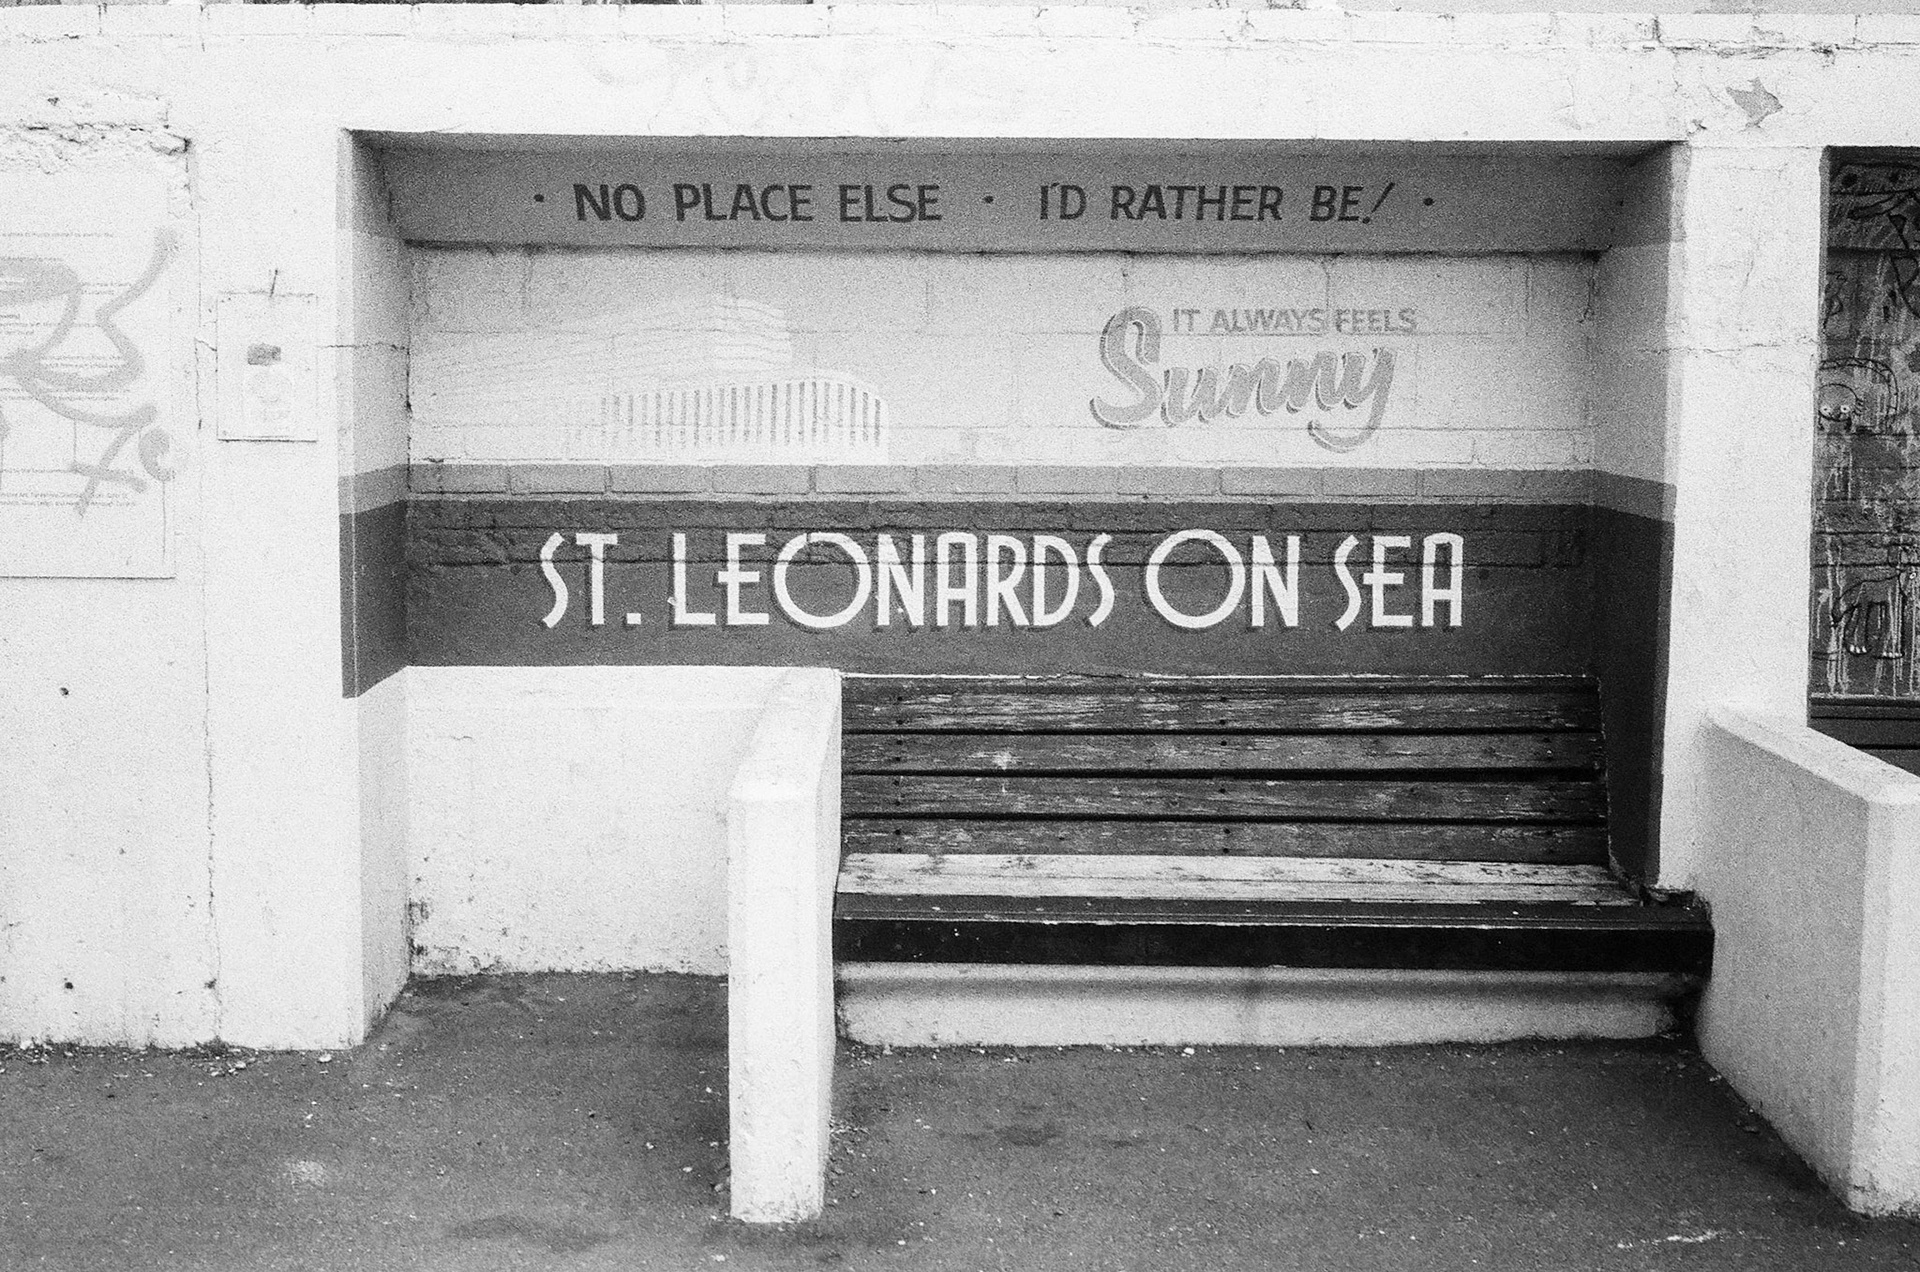 · NO PLACE ELSE · I'D RATHER BE! ·
IT ALWAYS FEELS
Sunny
ST. LEONARDS ON SEA